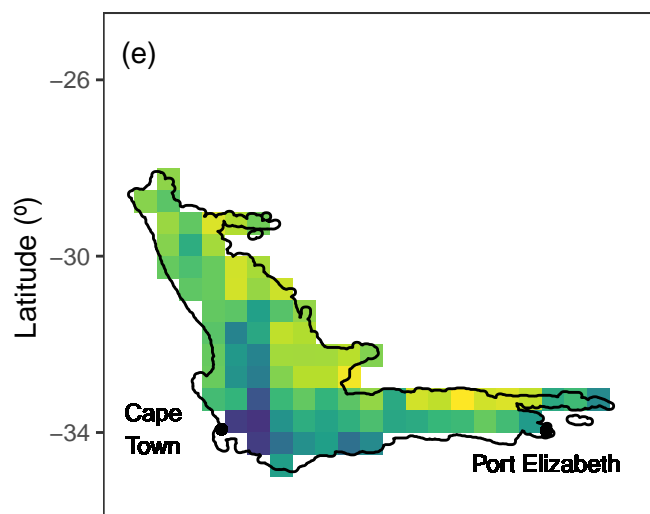 (e)
−26
−30
−34
Latitude (º)
Cape
Town
Port Elizabeth